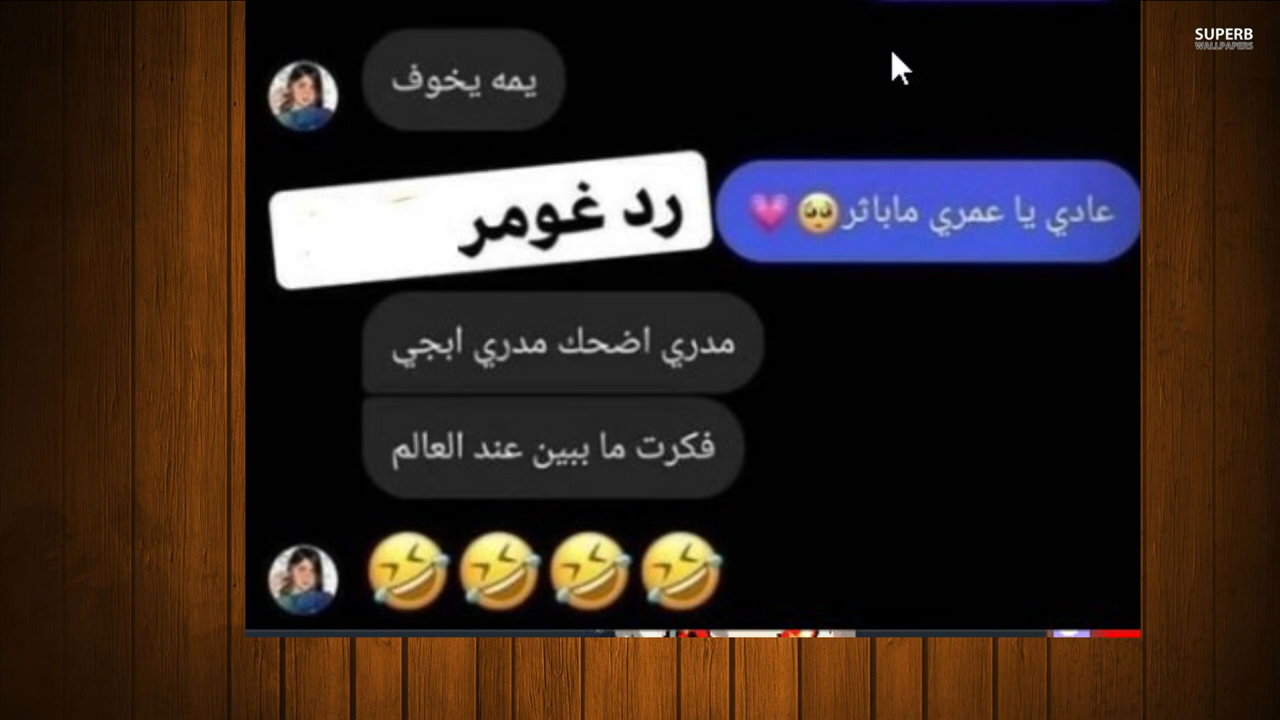 SUPERB
WALLPAPERS
يمه يخوف
عادي يا عمري ماباثر🥺💗
رد غومر
مدري اضحك مدري ابجي
فكرت ما ببين عند العالم
🤣🤣🤣🤣